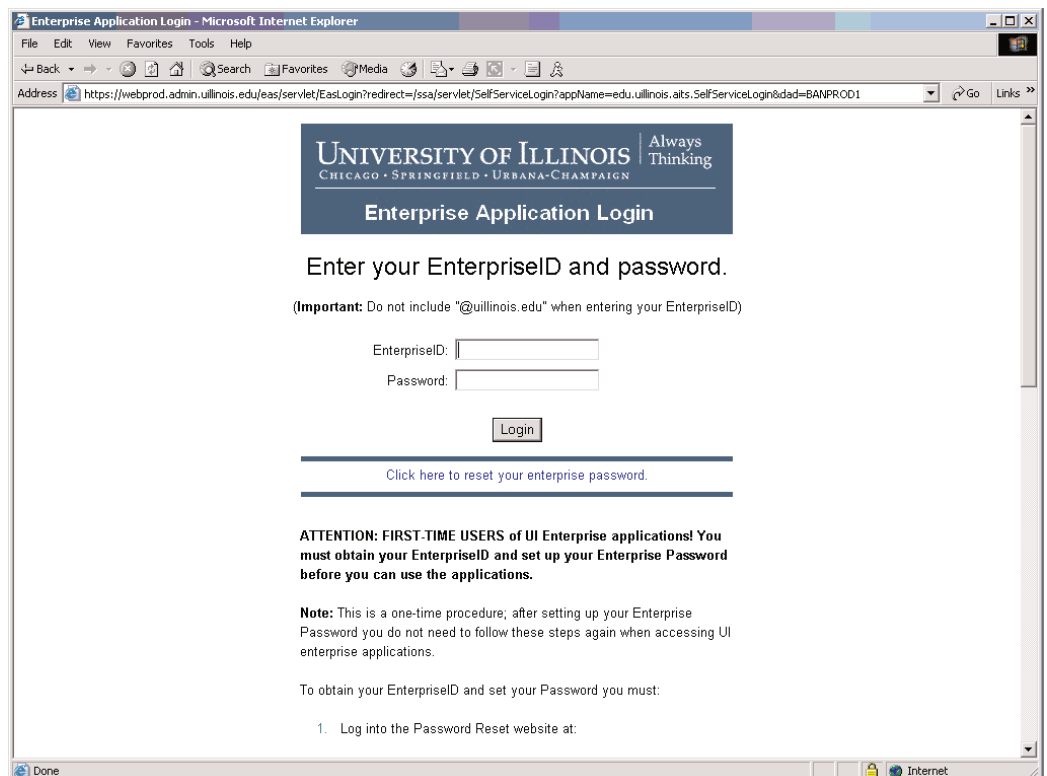 Enterprise Application Login - Microsoft Internet Explorer
File Edit View Favorites Tools Help
Back Search Favorites Media
Address https://webprod.admin.uillinois.edu/eas/servlet/EasLogin?redirect=/ssa/servlet/SelfServiceLogin?appName=edu.uillinois.aits.SelfServiceLogin&dad=BANPROD1 Go Links »
UNIVERSITY OF ILLINOIS
CHICAGO • SPRINGFIELD • URBANA-CHAMPAIGN
Always
Thinking
Enterprise Application Login
Enter your EnterpriseID and password.
(Important: Do not include "@uillinois.edu" when entering your EnterpriseID)
EnterpriseID:
Password:
Login
Click here to reset your enterprise password.
ATTENTION: FIRST-TIME USERS of UI Enterprise applications! You
must obtain your EnterpriseID and set up your Enterprise Password
before you can use the applications.
Note: This is a one-time procedure; after setting up your Enterprise
Password you do not need to follow these steps again when accessing UI
enterprise applications.
To obtain your EnterpriseID and set your Password you must:
1. Log into the Password Reset website at:
Done Internet